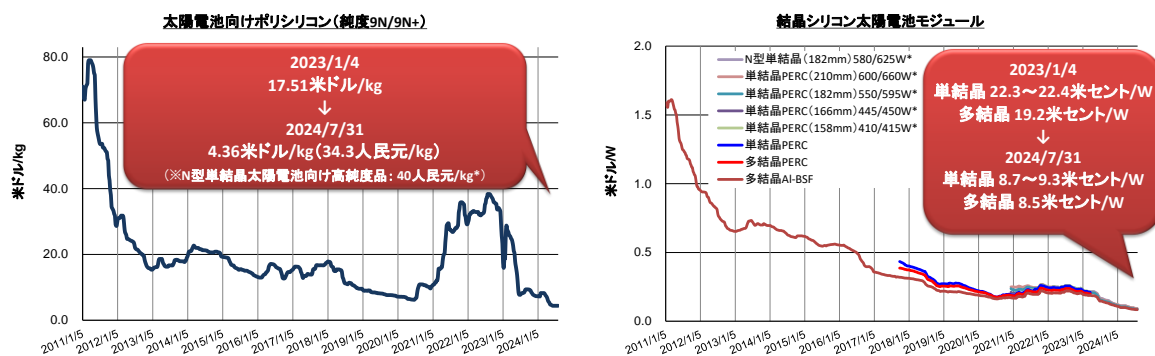 太陽電池向けポリシリコン(純度9N/9N+)
米ドル/kg
80.0
60.0
40.0
20.0
0.0
2023/1/4
17.51米ドル/kg
↓
2024/7/31
4.36米ドル/kg(34.3人民元/kg)
(※N型単結晶太陽電池向け高純度品:40人民元/kg*)
2011/1/5
2012/1/5
2013/1/5
2014/1/5
2015/1/5
2016/1/5
2017/1/5
2018/1/5
2019/1/5
2020/1/5
2021/1/5
2022/1/5
2023/1/5
2024/1/5
結晶シリコン太陽電池モジュール
米ドル/W
2.0
1.5
1.0
0.5
0.0
N型単結晶(182mm)580/625W*
単結晶PERC(210mm)600/660W*
単結晶PERC(182mm)550/595W*
単結晶PERC(166mm)445/450W*
単結晶PERC(158mm)410/415W*
単結晶PERC
多結晶PERC
多結晶Al-BSF
2023/1/4
単結晶 22.3~22.4米セント/W
多結晶 19.2米セント/W
↓
2024/7/31
単結晶 8.7~9.3米セント/W
多結晶 8.5米セント/W
2011/1/5
2012/1/5
2013/1/5
2014/1/5
2015/1/5
2016/1/5
2017/1/5
2018/1/5
2019/1/5
2020/1/5
2021/1/5
2022/1/5
2023/1/5
2024/1/5